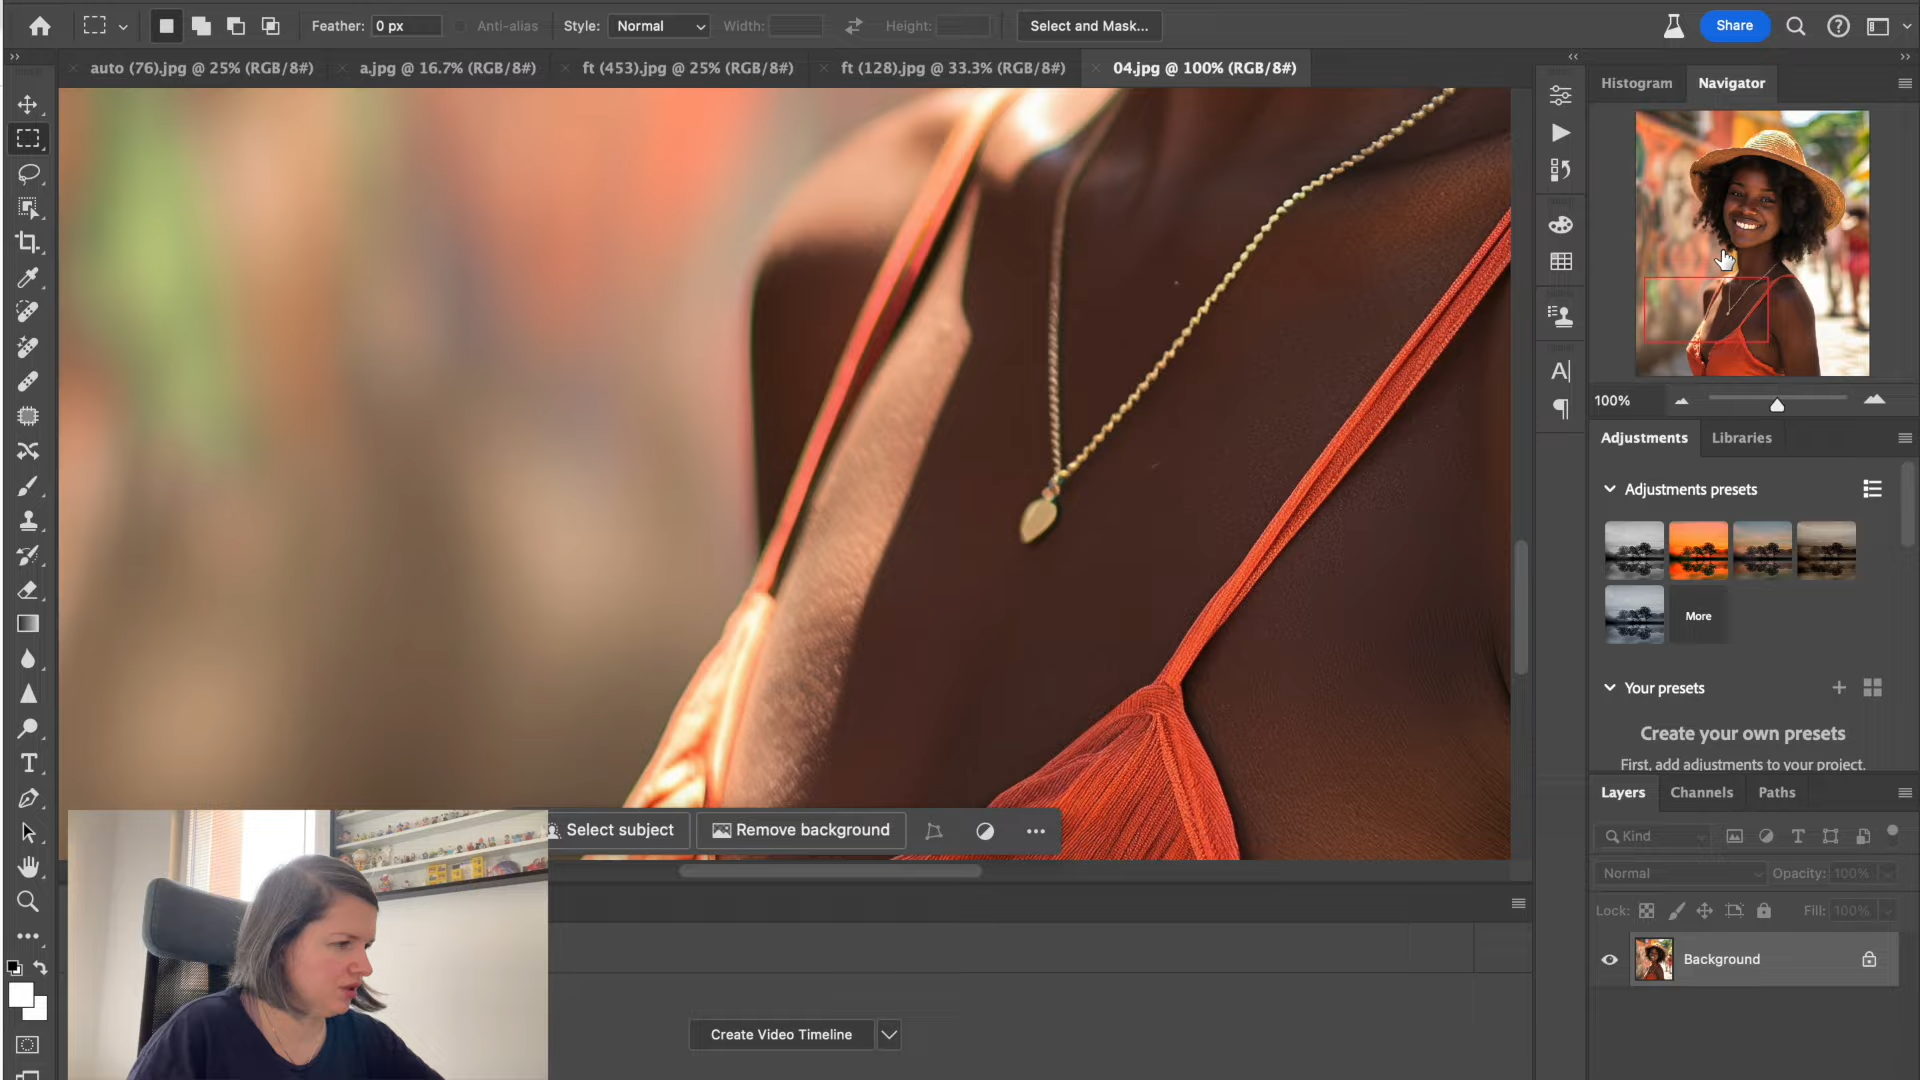 Feather: 0 px Anti-alias Style: Normal Width: Height: Select and Mask... Share
auto (76).jpg @ 25% (RGB/8#) a.jpg @ 16.7% (RGB/8#) ft (453).jpg @ 25% (RGB/8#) ft (128).jpg @ 33.3% (RGB/8#) 04.jpg @ 100% (RGB/8#)
Histogram Navigator
100%
Adjustments Libraries
Adjustments presets
More
Your presets
Create your own presets
First, add adjustments to your project.
Layers Channels Paths
Kind
Normal Opacity: 100%
Lock: Fill: 100%
Background
Select subject Remove background
Create Video Timeline